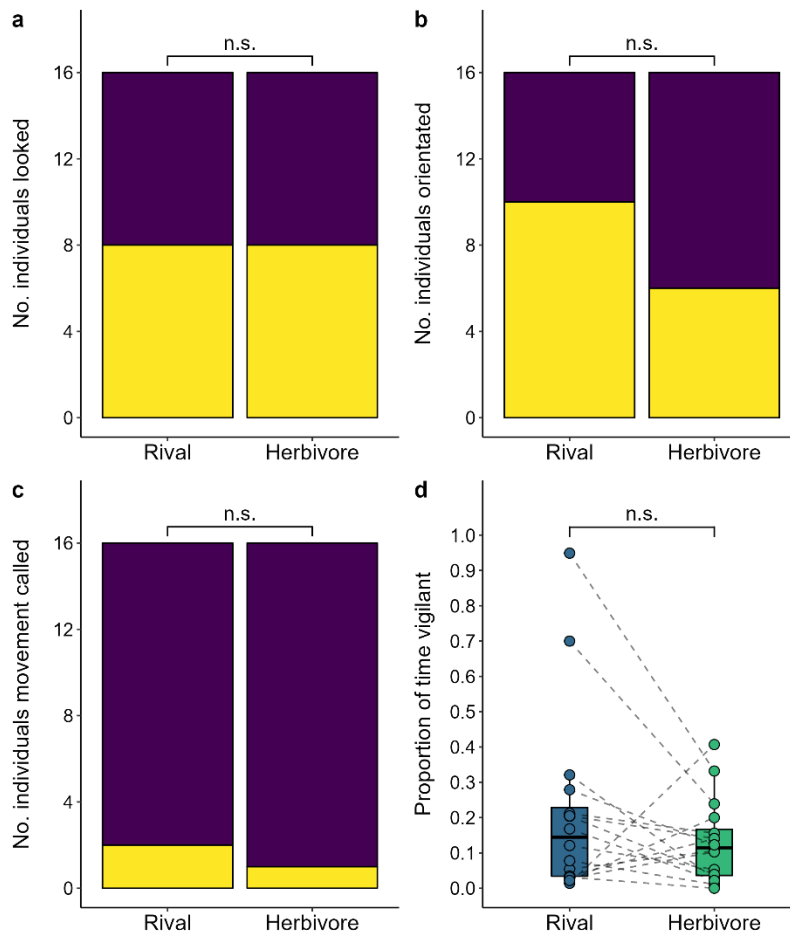 a
n.s.
No. individuals looked
16
12
8
4
0
Rival Herbivore
b
n.s.
No. individuals orientated
16
12
8
4
0
Rival Herbivore
c
n.s.
No. individuals movement called
16
12
8
4
0
Rival Herbivore
d
n.s.
Proportion of time vigilant
1.0
0.9
0.8
0.7
0.6
0.5
0.4
0.3
0.2
0.1
0.0
Rival Herbivore